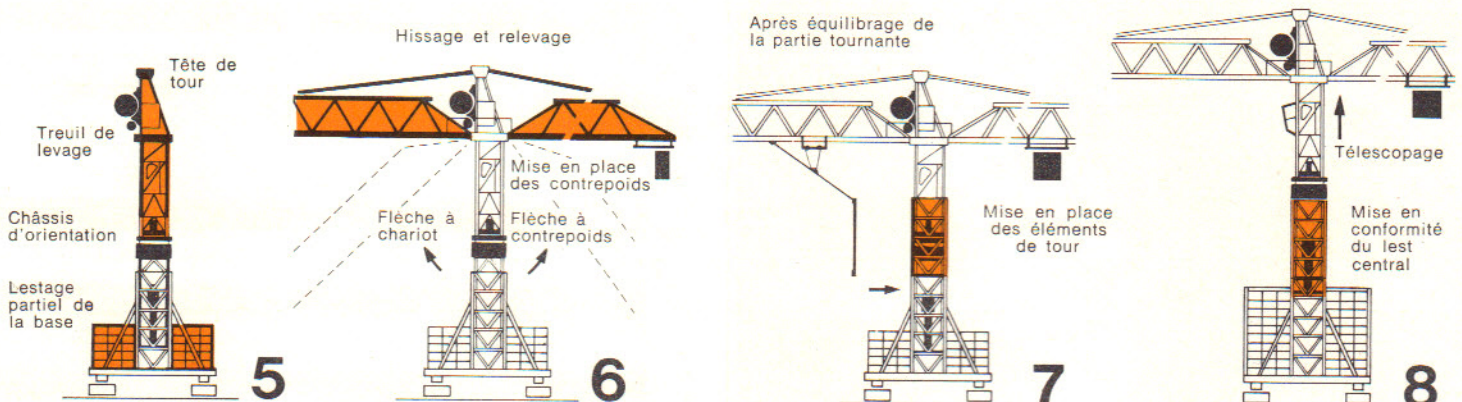 Tête de
tour
Treuil de
levage
Châssis
d'orientation
Lestage
partiel de
la base
5
Hissage et relevage
Mise en place
des contrepoids
Flèche à
chariot
Flèche à
contrepoids
6
Après équilibrage de
la partie tournante
Mise en place
des éléments
de tour
7
Télescopage
Mise en
conformité
du lest
central
8